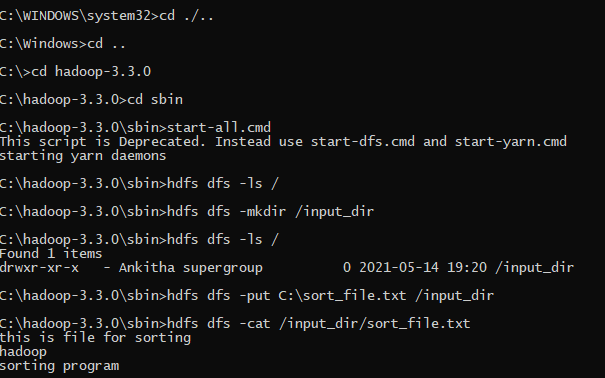 C:\WINDOWS\system32>cd ./..
C:\Windows>cd ..
C:\>cd hadoop-3.3.0
C:\hadoop-3.3.0>cd sbin
C:\hadoop-3.3.0\sbin>start-all.cmd
This script is Deprecated. Instead use start-dfs.cmd and start-yarn.cmd
starting yarn daemons
C:\hadoop-3.3.0\sbin>hdfs dfs -ls /
C:\hadoop-3.3.0\sbin>hdfs dfs -mkdir /input_dir
C:\hadoop-3.3.0\sbin>hdfs dfs -ls /
Found 1 items
drwxr-xr-x   - Ankitha supergroup          0 2021-05-14 19:20 /input_dir
C:\hadoop-3.3.0\sbin>hdfs dfs -put C:\sort_file.txt /input_dir
C:\hadoop-3.3.0\sbin>hdfs dfs -cat /input_dir/sort_file.txt
this is file for sorting
hadoop
sorting program